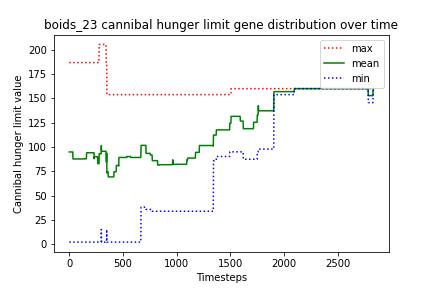 boids_23 cannibal hunger limit gene distribution over time
max
mean
min
Cannibal hunger limit value
200
175
150
125
100
75
50
25
0
0 500 1000 1500 2000 2500
Timesteps